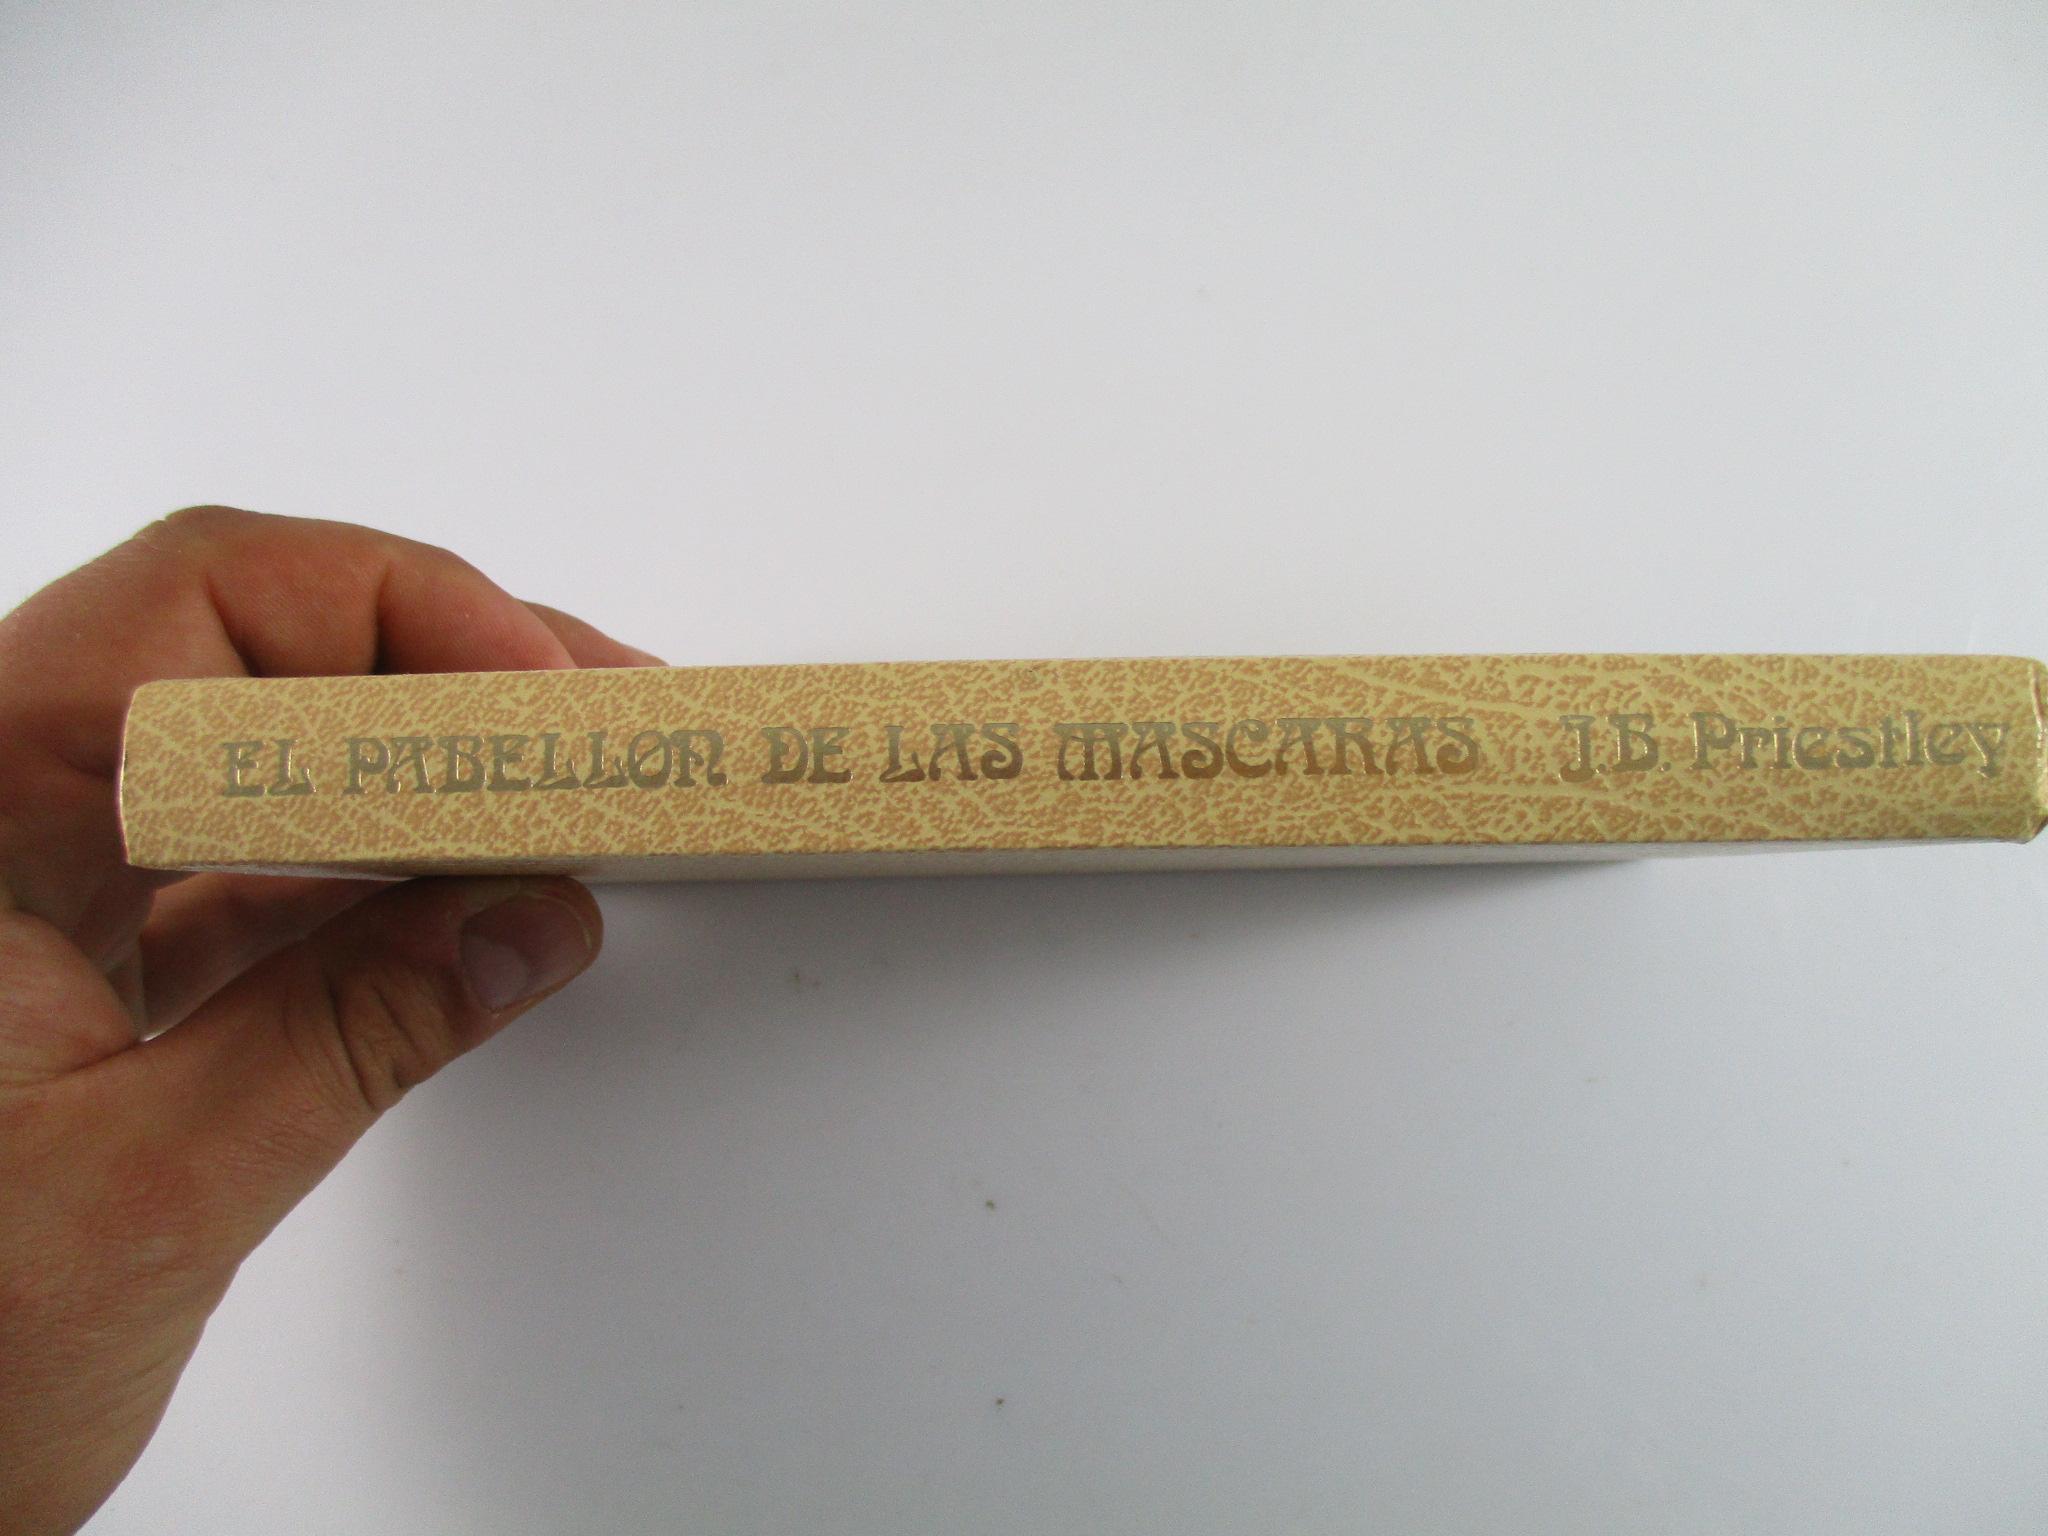 EL PABELLON DE LAS MASCARAS J.B. Priestley